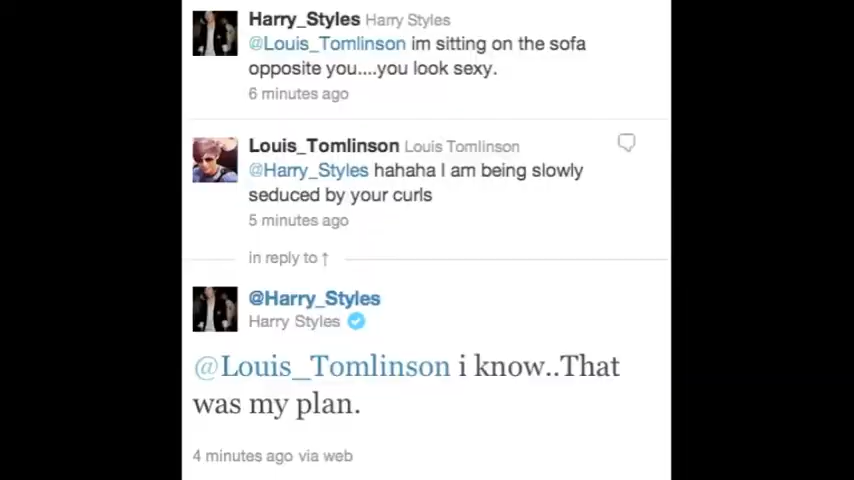 Harry_Styles Harry Styles
@Louis_Tomlinson im sitting on the sofa
opposite you....you look sexy.
6 minutes ago
Louis_Tomlinson Louis Tomlinson
@Harry_Styles hahaha I am being slowly
seduced by your curls
5 minutes ago
in reply to ↑
@Harry_Styles
Harry Styles
@Louis_Tomlinson i know..That
was my plan.
4 minutes ago via web